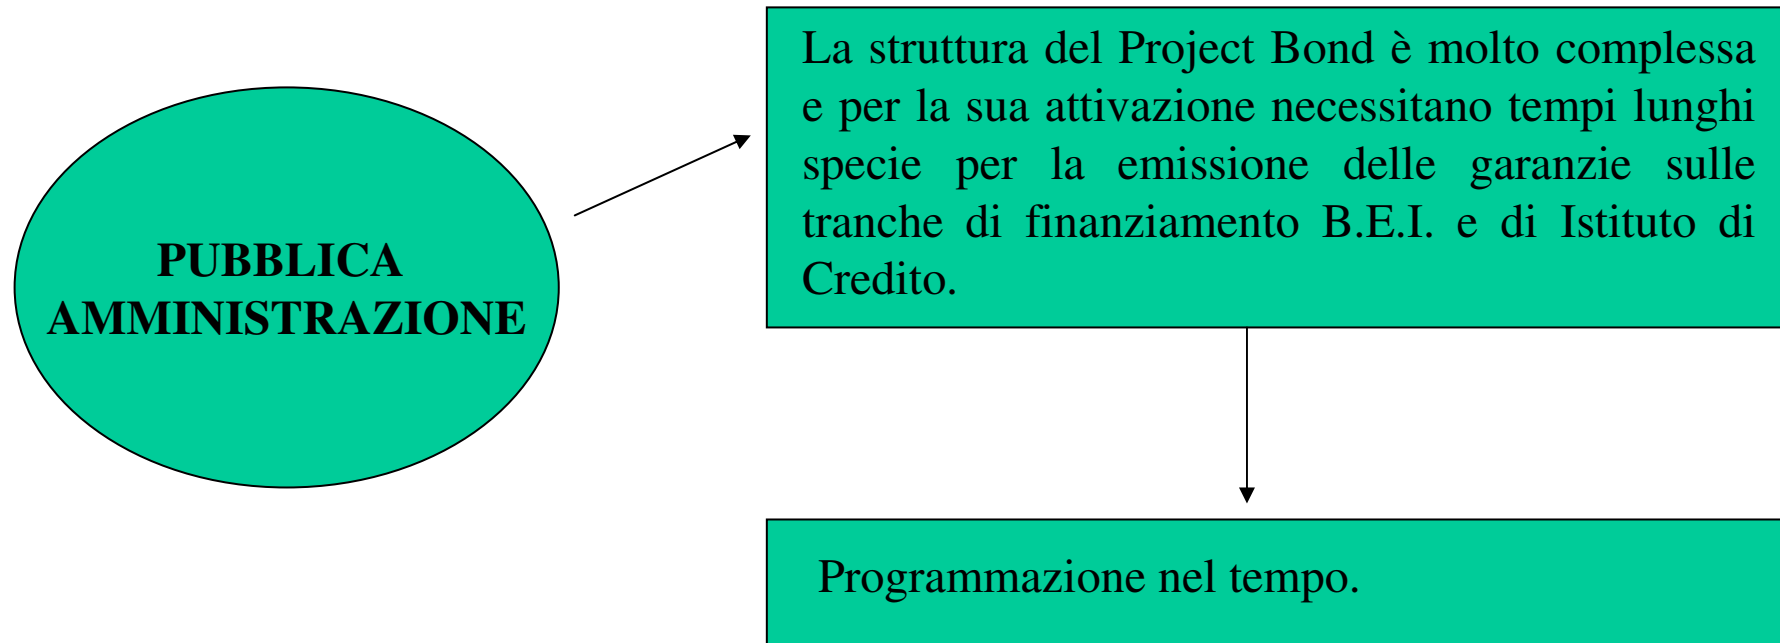 PUBBLICA
AMMINISTRAZIONE
La struttura del Project Bond è molto complessa
e per la sua attivazione necessitano tempi lunghi
specie per la emissione delle garanzie sulle
tranche di finanziamento B.E.I. e di Istituto di
Credito.
Programmazione nel tempo.